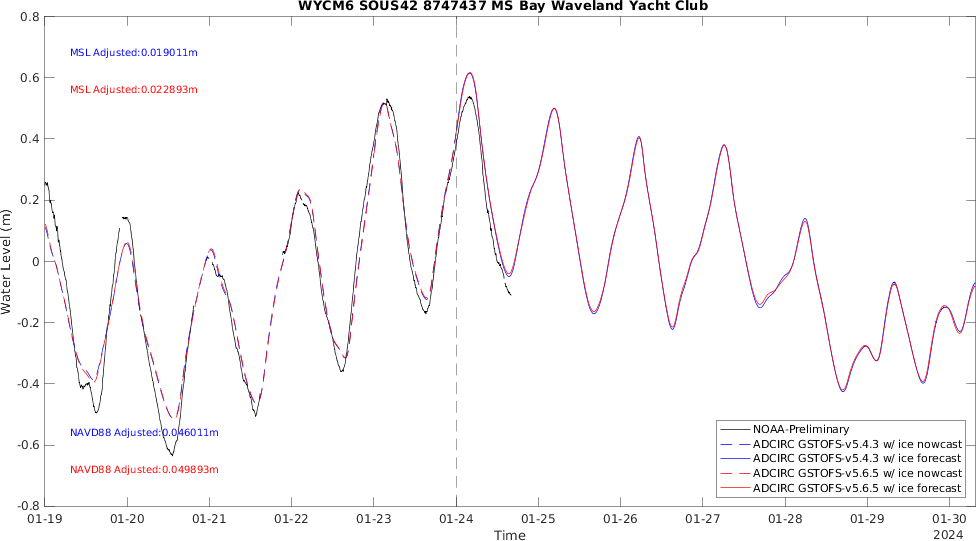 WYCM6 SOUS42 8747437 MS Bay Waveland Yacht Club
0.8
0.6
0.4
0.2
0
-0.2
-0.4
-0.6
-0.8
Water Level (m)
MSL Adjusted:0.019011m
MSL Adjusted:0.022893m
NAVD88 Adjusted:0.046011m
NAVD88 Adjusted:0.049893m
NOAA-Preliminary
ADCIRC GSTOFS-v5.4.3 w/ ice nowcast
ADCIRC GSTOFS-v5.4.3 w/ ice forecast
ADCIRC GSTOFS-v5.6.5 w/ ice nowcast
ADCIRC GSTOFS-v5.6.5 w/ ice forecast
01-19 01-20 01-21 01-22 01-23 01-24 01-25 01-26 01-27 01-28 01-29 01-30
Time
2024